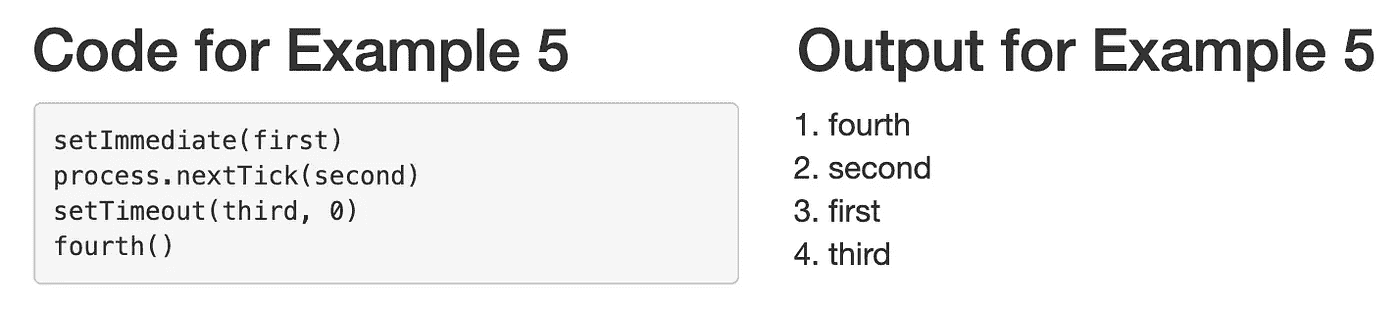 Code for Example 5
setImmediate(first)
process.nextTick(second)
setTimeout(third, 0)
fourth()
Output for Example 5
1. fourth
2. second
3. first
4. third